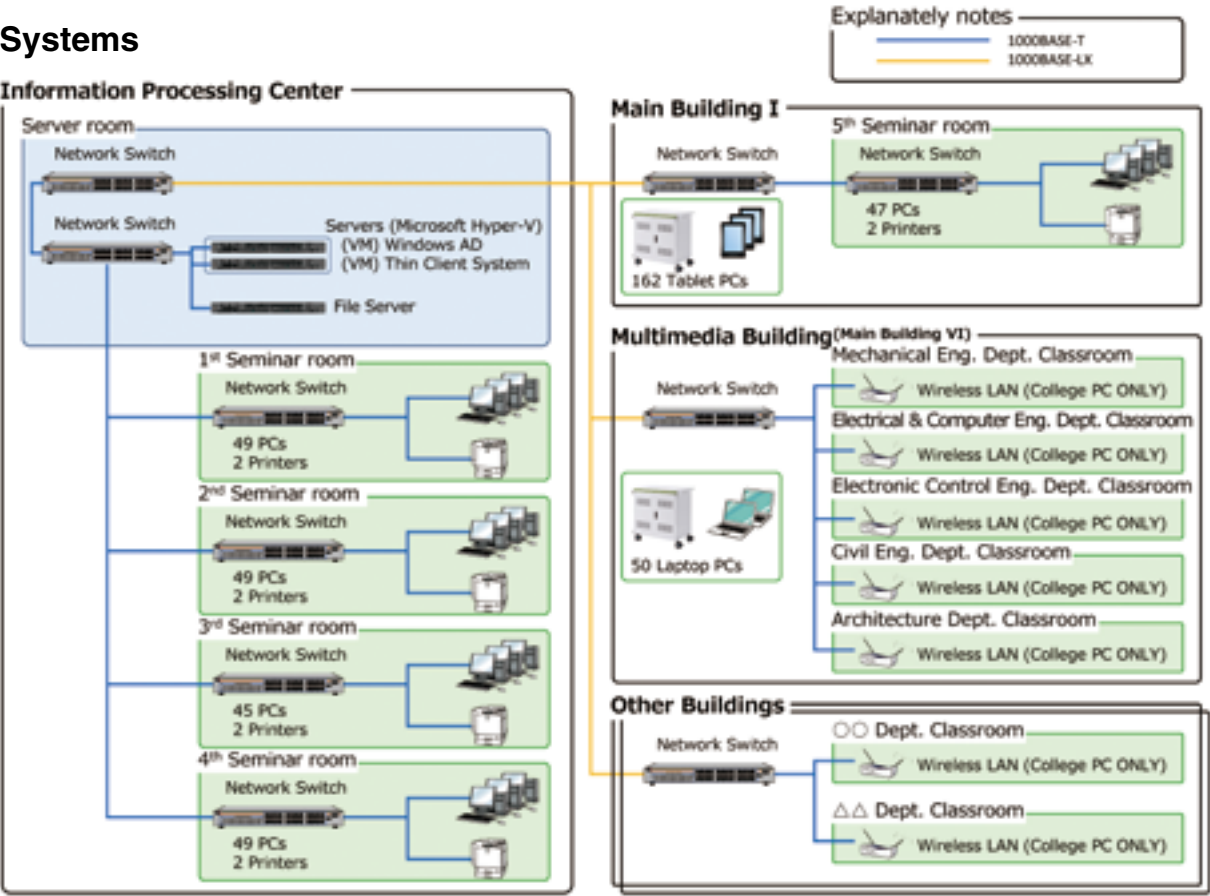 Systems
Explanately notes
1000BASE-T
1000BASE-LX
Information Processing Center
Server room
Network Switch
Network Switch
Servers (Microsoft Hyper-V)
(VM) Windows AD
(VM) Thin Client System
File Server
1st Seminar room
Network Switch
49 PCs
2 Printers
2nd Seminar room
Network Switch
49 PCs
2 Printers
3rd Seminar room
Network Switch
45 PCs
2 Printers
4th Seminar room
Network Switch
49 PCs
2 Printers
Main Building I
Network Switch
162 Tablet PCs
5th Seminar room
Network Switch
47 PCs
2 Printers
Multimedia Building(Main Building VI)
Network Switch
50 Laptop PCs
Mechanical Eng. Dept. Classroom
Wireless LAN (College PC ONLY)
Electrical & Computer Eng. Dept. Classroom
Wireless LAN (College PC ONLY)
Electronic Control Eng. Dept. Classroom
Wireless LAN (College PC ONLY)
Civil Eng. Dept. Classroom
Wireless LAN (College PC ONLY)
Architecture Dept. Classroom
Wireless LAN (College PC ONLY)
Other Buildings
Network Switch
○○ Dept. Classroom
Wireless LAN (College PC ONLY)
△△ Dept. Classroom
Wireless LAN (College PC ONLY)